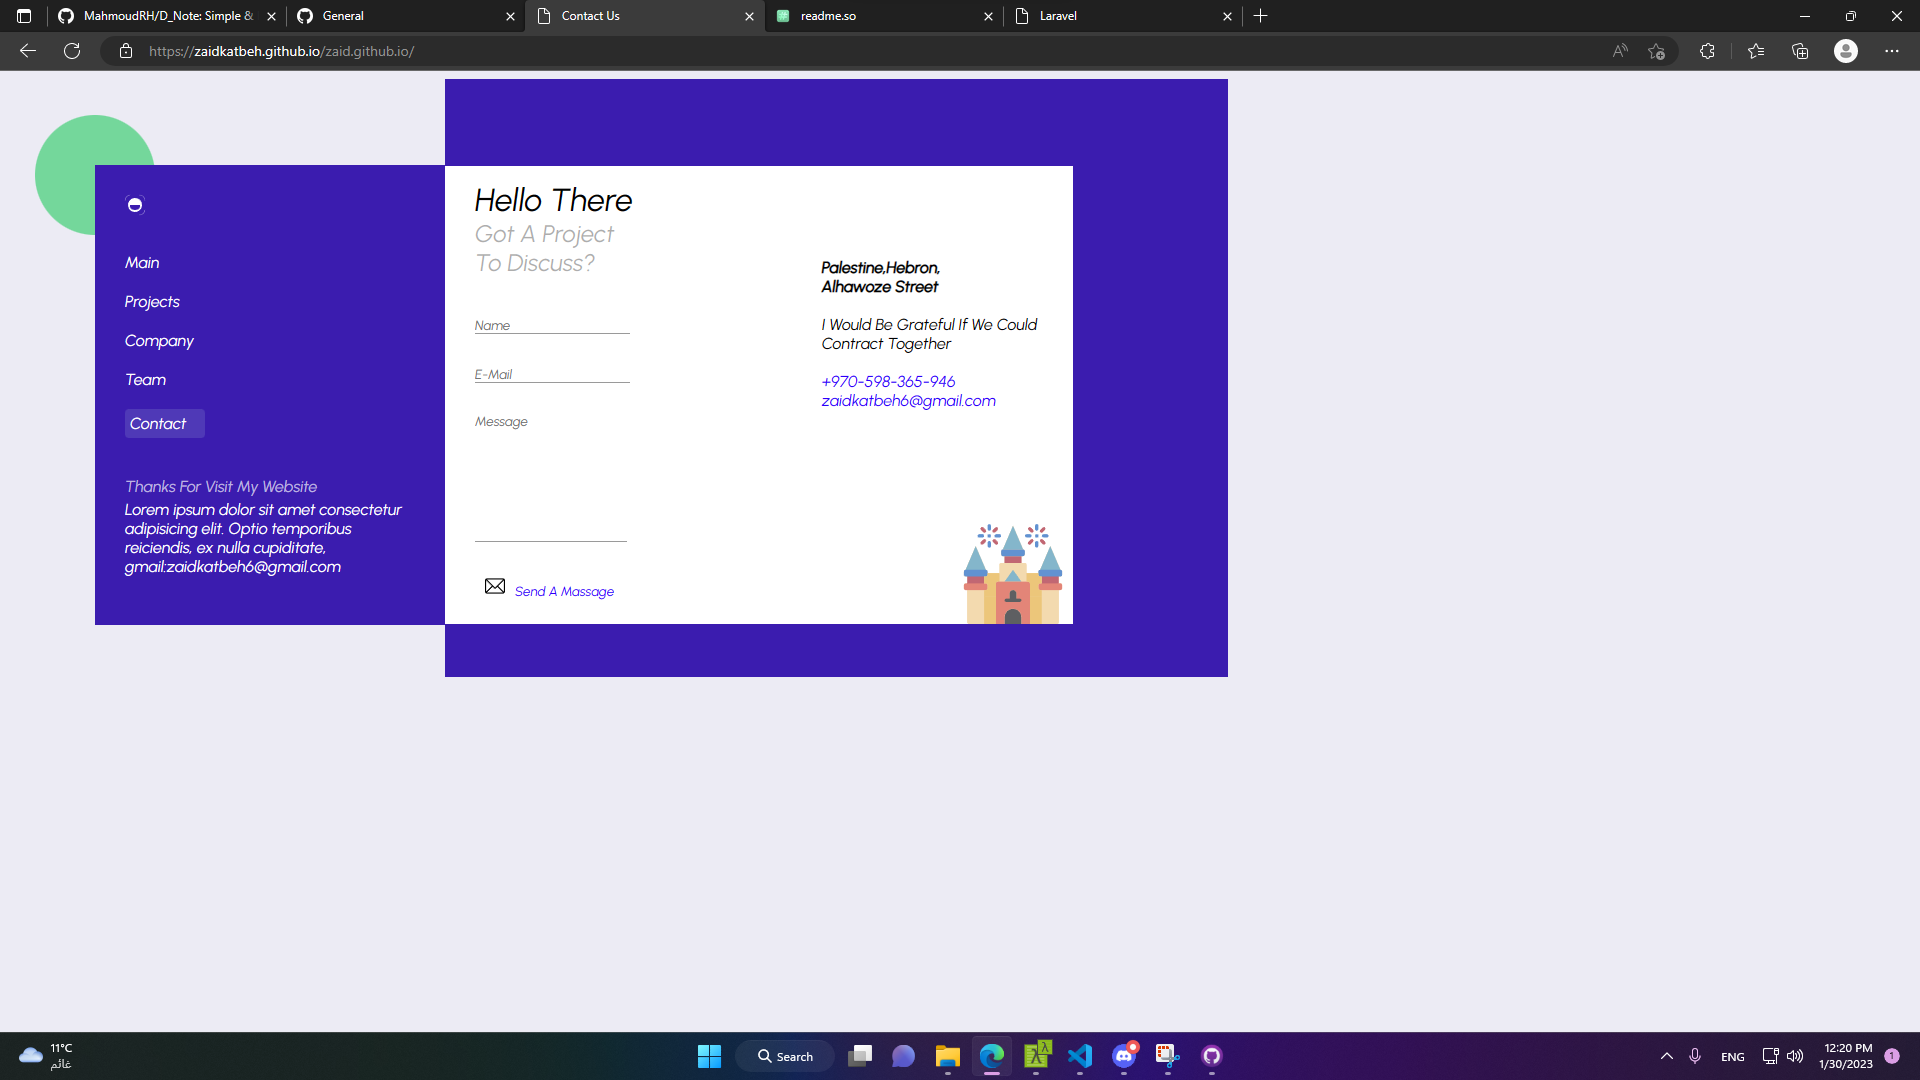 MahmoudRH/D_Note: Simple &
General
Contact Us
readme.so
Laravel
https://zaidkatbeh.github.io/zaid.github.io/
Main
Projects
Company
Team
Contact
Thanks For Visit My Website
Lorem ipsum dolor sit amet consectetur
adipisicing elit. Optio temporibus
reiciendis, ex nulla cupiditate,
gmail:zaidkatbeh6@gmail.com
Hello There
Got A Project
To Discuss?
Name
E-Mail
Message
Send A Massage
Palestine,Hebron,
Alhawoze Street
I Would Be Grateful If We Could
Contract Together
+970-598-365-946
zaidkatbeh6@gmail.com
11°C
غائم
Search
ENG
12:20 PM
1/30/2023
1